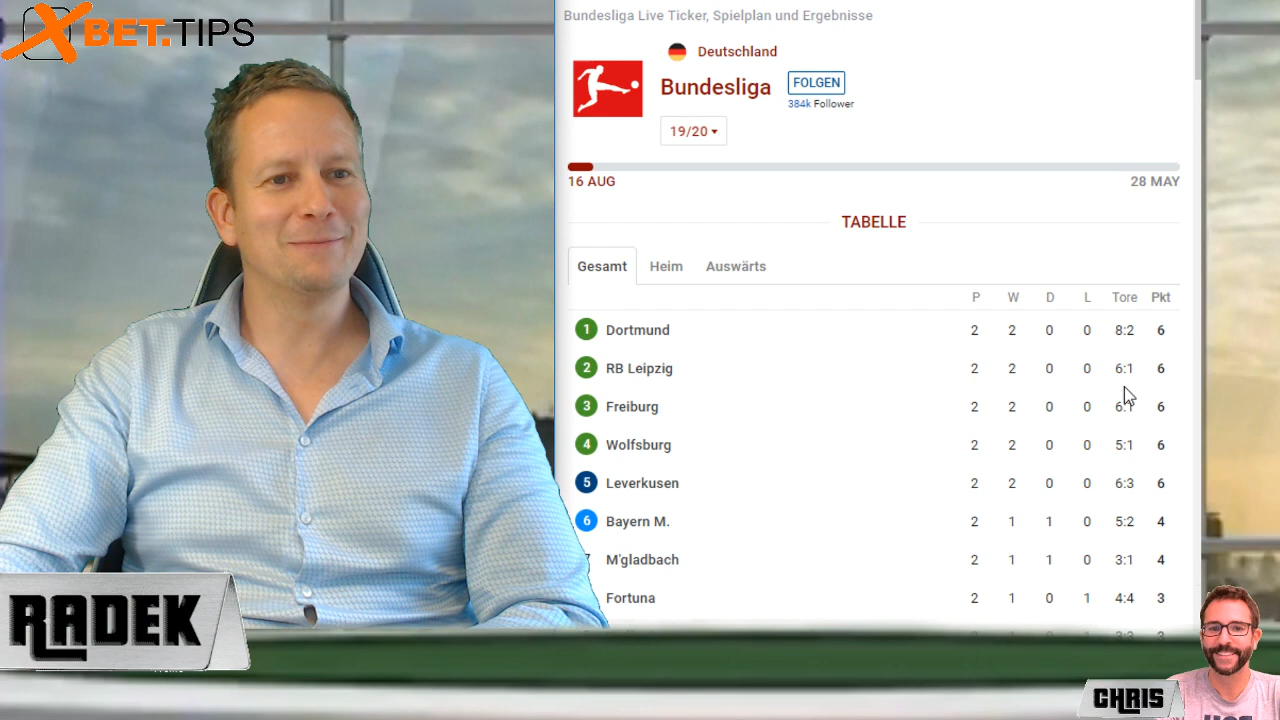 XBET.TIPS
Bundesliga Live Ticker, Spielplan und Ergebnisse
Deutschland
Bundesliga FOLGEN
384k Follower
19/20
16 AUG 28 MAY
TABELLE
Gesamt Heim Auswärts
P W D L Tore Pkt
1 Dortmund 2 2 0 0 8:2 6
2 RB Leipzig 2 2 0 0 6:1 6
3 Freiburg 2 2 0 0 6:1 6
4 Wolfsburg 2 2 0 0 5:1 6
5 Leverkusen 2 2 0 0 6:3 6
6 Bayern M. 2 1 1 0 5:2 4
7 M'gladbach 2 1 1 0 3:1 4
Fortuna 2 1 0 1 4:4 3
RADEK
CHRIS